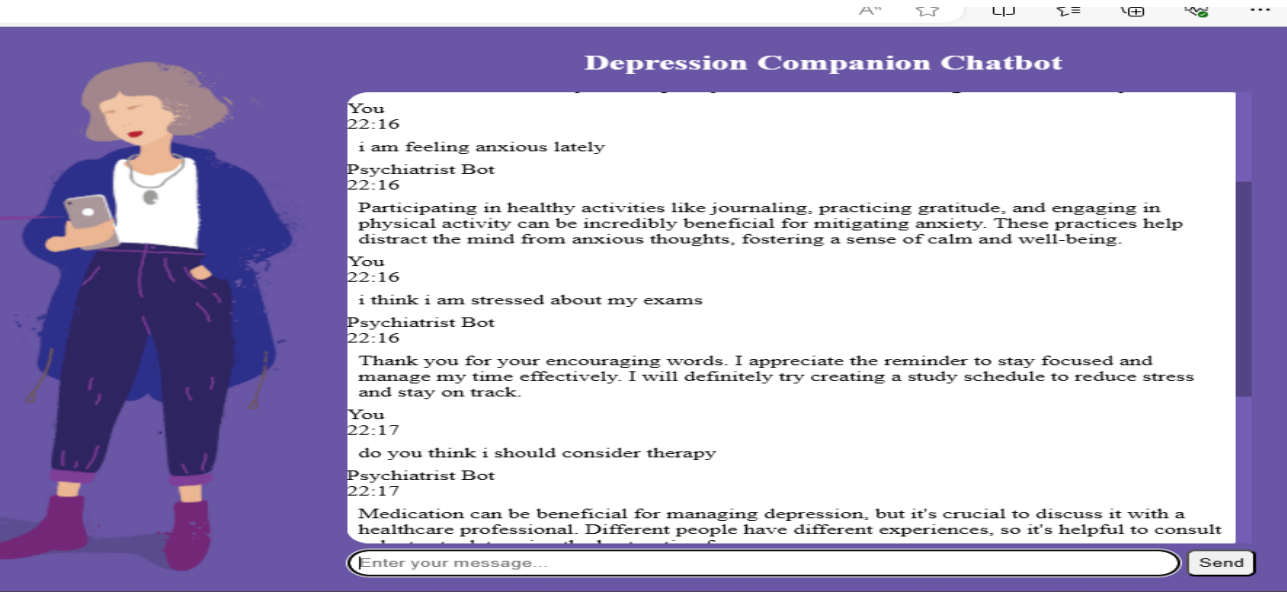 Depression Companion Chatbot
You
22:16
i am feeling anxious lately
Psychiatrist Bot
22:16
Participating in healthy activities like journaling, practicing gratitude, and engaging in
physical activity can be incredibly beneficial for mitigating anxiety. These practices help
distract the mind from anxious thoughts, fostering a sense of calm and well-being.
You
22:16
i think i am stressed about my exams
Psychiatrist Bot
22:16
Thank you for your encouraging words. I appreciate the reminder to stay focused and
manage my time effectively. I will definitely try creating a study schedule to reduce stress
and stay on track.
You
22:17
do you think i should consider therapy
Psychiatrist Bot
22:17
Medication can be beneficial for managing depression, but it's crucial to discuss it with a
healthcare professional. Different people have different experiences, so it's helpful to consult
Enter your message...
Send